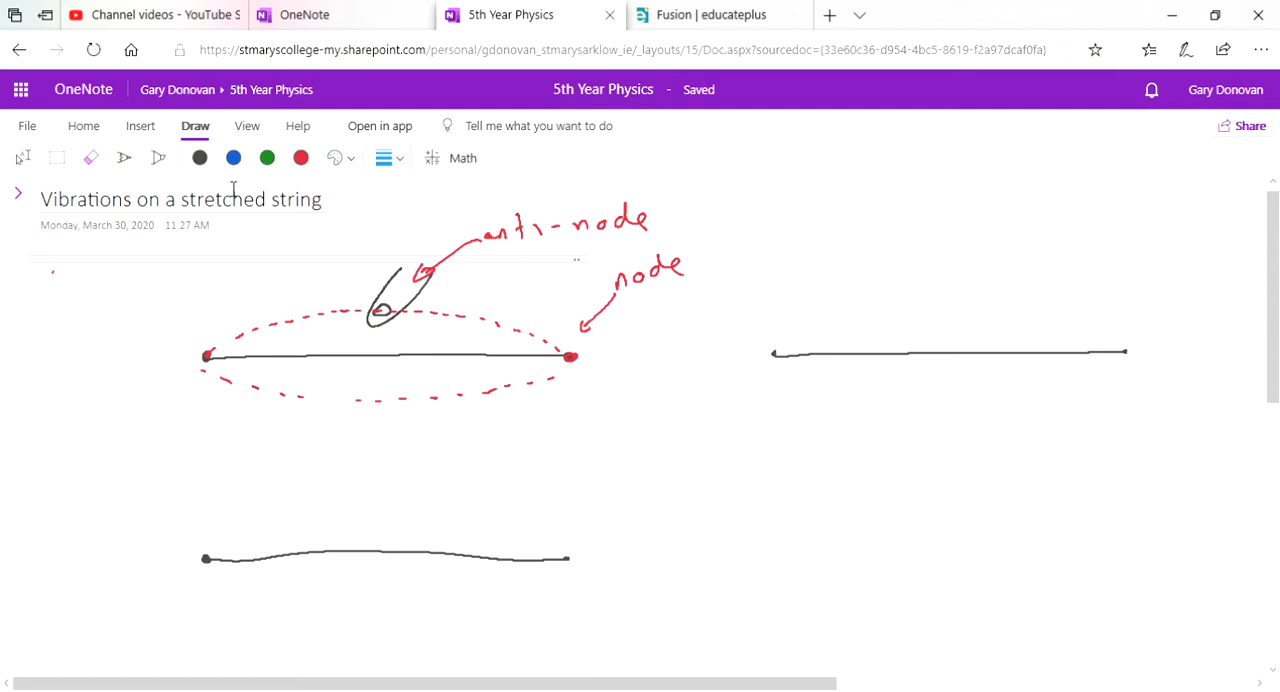 Channel videos - YouTube S
OneNote
5th Year Physics
Fusion | educateplus
https://stmaryscollege-my.sharepoint.com/personal/gdonovan_stmarysarklow_ie/_layouts/15/Doc.aspx?sourcedoc={33e60c36-d954-4bc5-8619-f2a97dcaf0fa}
OneNote
Gary Donovan ▸ 5th Year Physics
5th Year Physics - Saved
Gary Donovan
File Home Insert Draw View Help Open in app Tell me what you want to do Share
Math
Vibrations on a stretched string
Monday, March 30, 2020 11:27 AM
anti-node
node